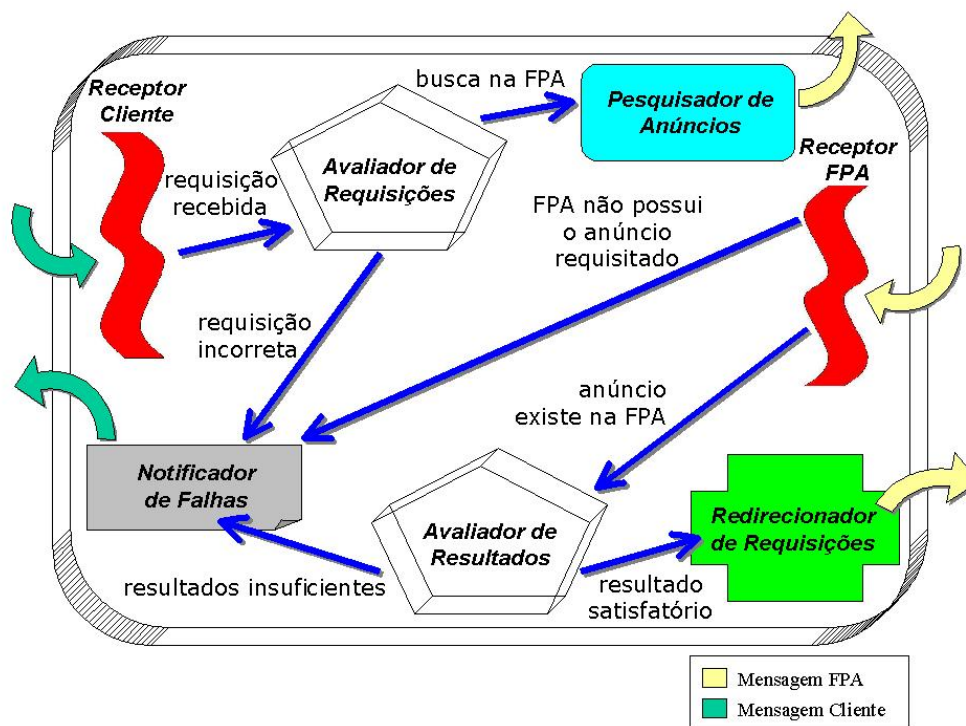 Receptor
Cliente
busca na FPA
Pesquisador de
Anúncios
Receptor
FPA
Avaliador de
Requisições
requisição
recebida
FPA não possui
o anúncio
requisitado
requisição
incorreta
anúncio
existe na FPA
Notificador
de Falhas
Avaliador de
Resultados
Redirecionador
de Requisições
resultados insuficientes
resultado
satisfatório
Mensagem FPA
Mensagem Cliente